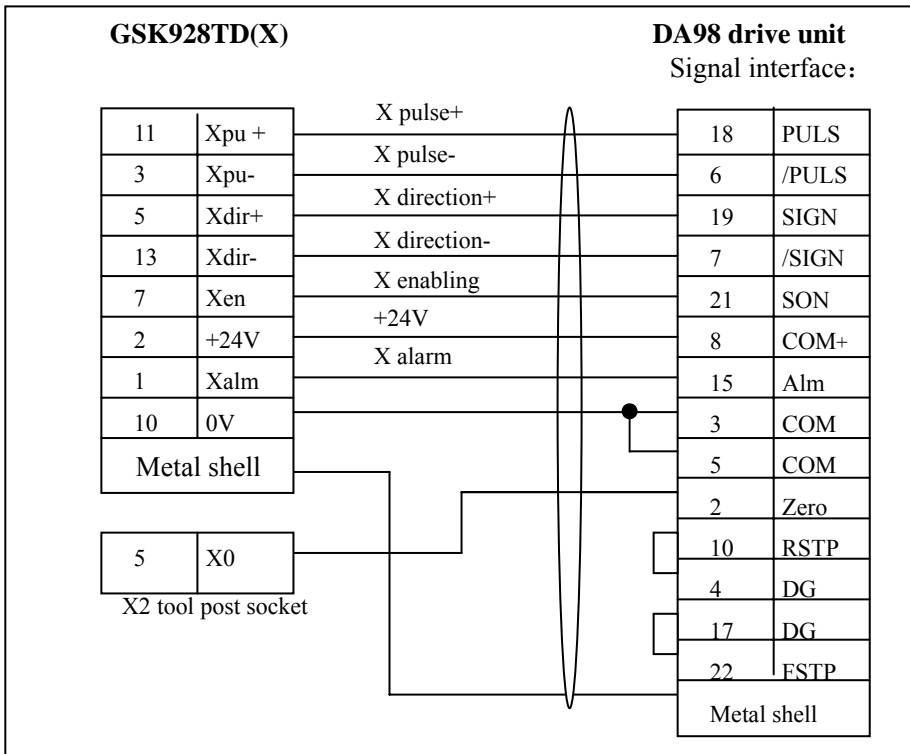 GSK928TD(X)
DA98 drive unit
Signal interface：
11 Xpu +
3 Xpu-
5 Xdir+
13 Xdir-
7 Xen
2 +24V
1 Xalm
10 0V
Metal shell
5 X0
X2 tool post socket
X pulse+
X pulse-
X direction+
X direction-
X enabling
+24V
X alarm
18 PULS
6 /PULS
19 SIGN
7 /SIGN
21 SON
8 COM+
15 Alm
3 COM
5 COM
2 Zero
10 RSTP
4 DG
17 DG
22 FSTP
Metal shell